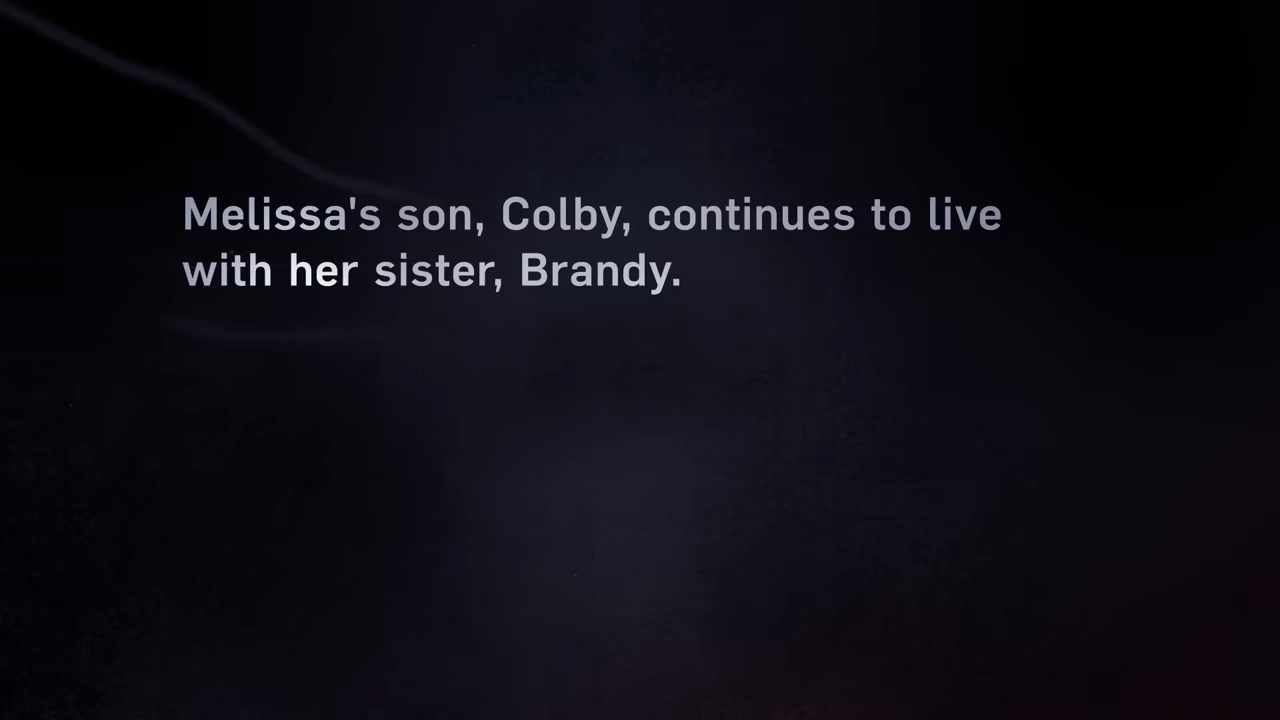 Melissa's son, Colby, continues to live
with her sister, Brandy.